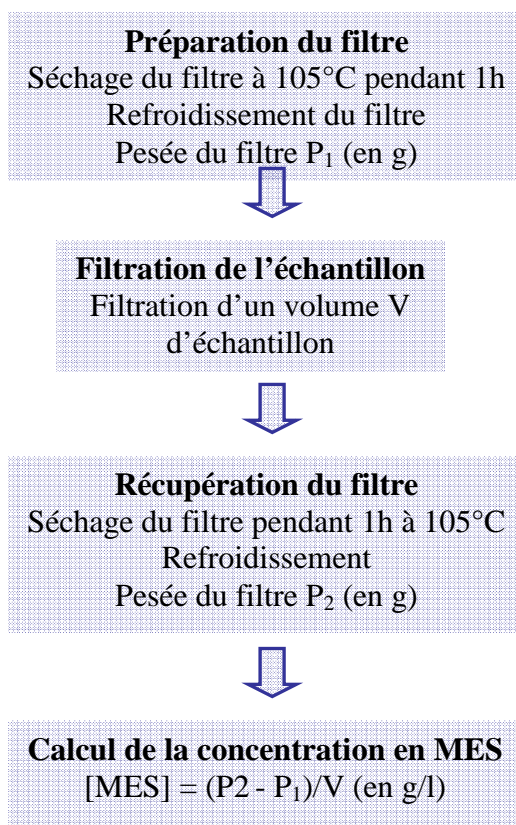 Préparation du filtre
Séchage du filtre à 105°C pendant 1h
Refroidissement du filtre
Pesée du filtre P₁ (en g)
Filtration de l'échantillon
Filtration d'un volume V
d'échantillon
Récupération du filtre
Séchage du filtre pendant 1h à 105°C
Refroidissement
Pesée du filtre P₂ (en g)
Calcul de la concentration en MES
[MES] = (P2 - P₁)/V (en g/l)